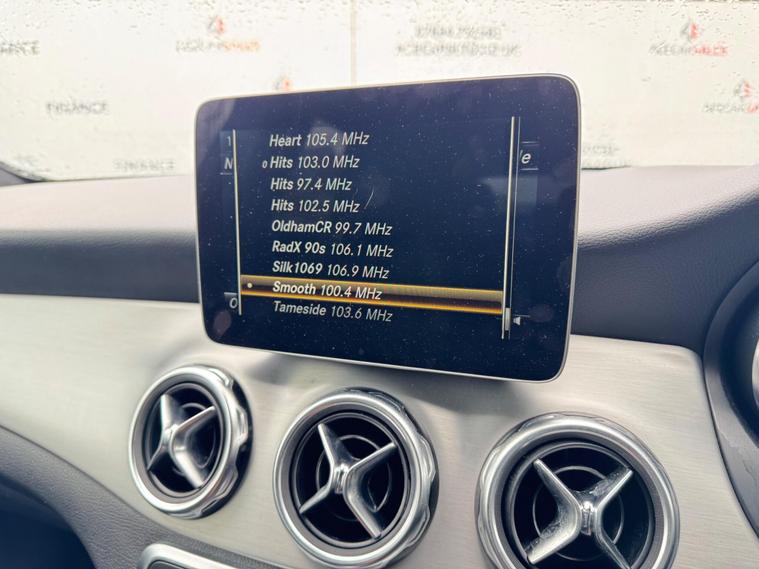 FINANCE
Heart 105.4 MHz
Hits 103.0 MHz
Hits 97.4 MHz
Hits 102.5 MHz
OldhamCR 99.7 MHz
RadX 90s 106.1 MHz
Silk1069 106.9 MHz
Smooth 100.4 MHz
Tameside 103.6 MHz
1
N
le
O
FINANCE